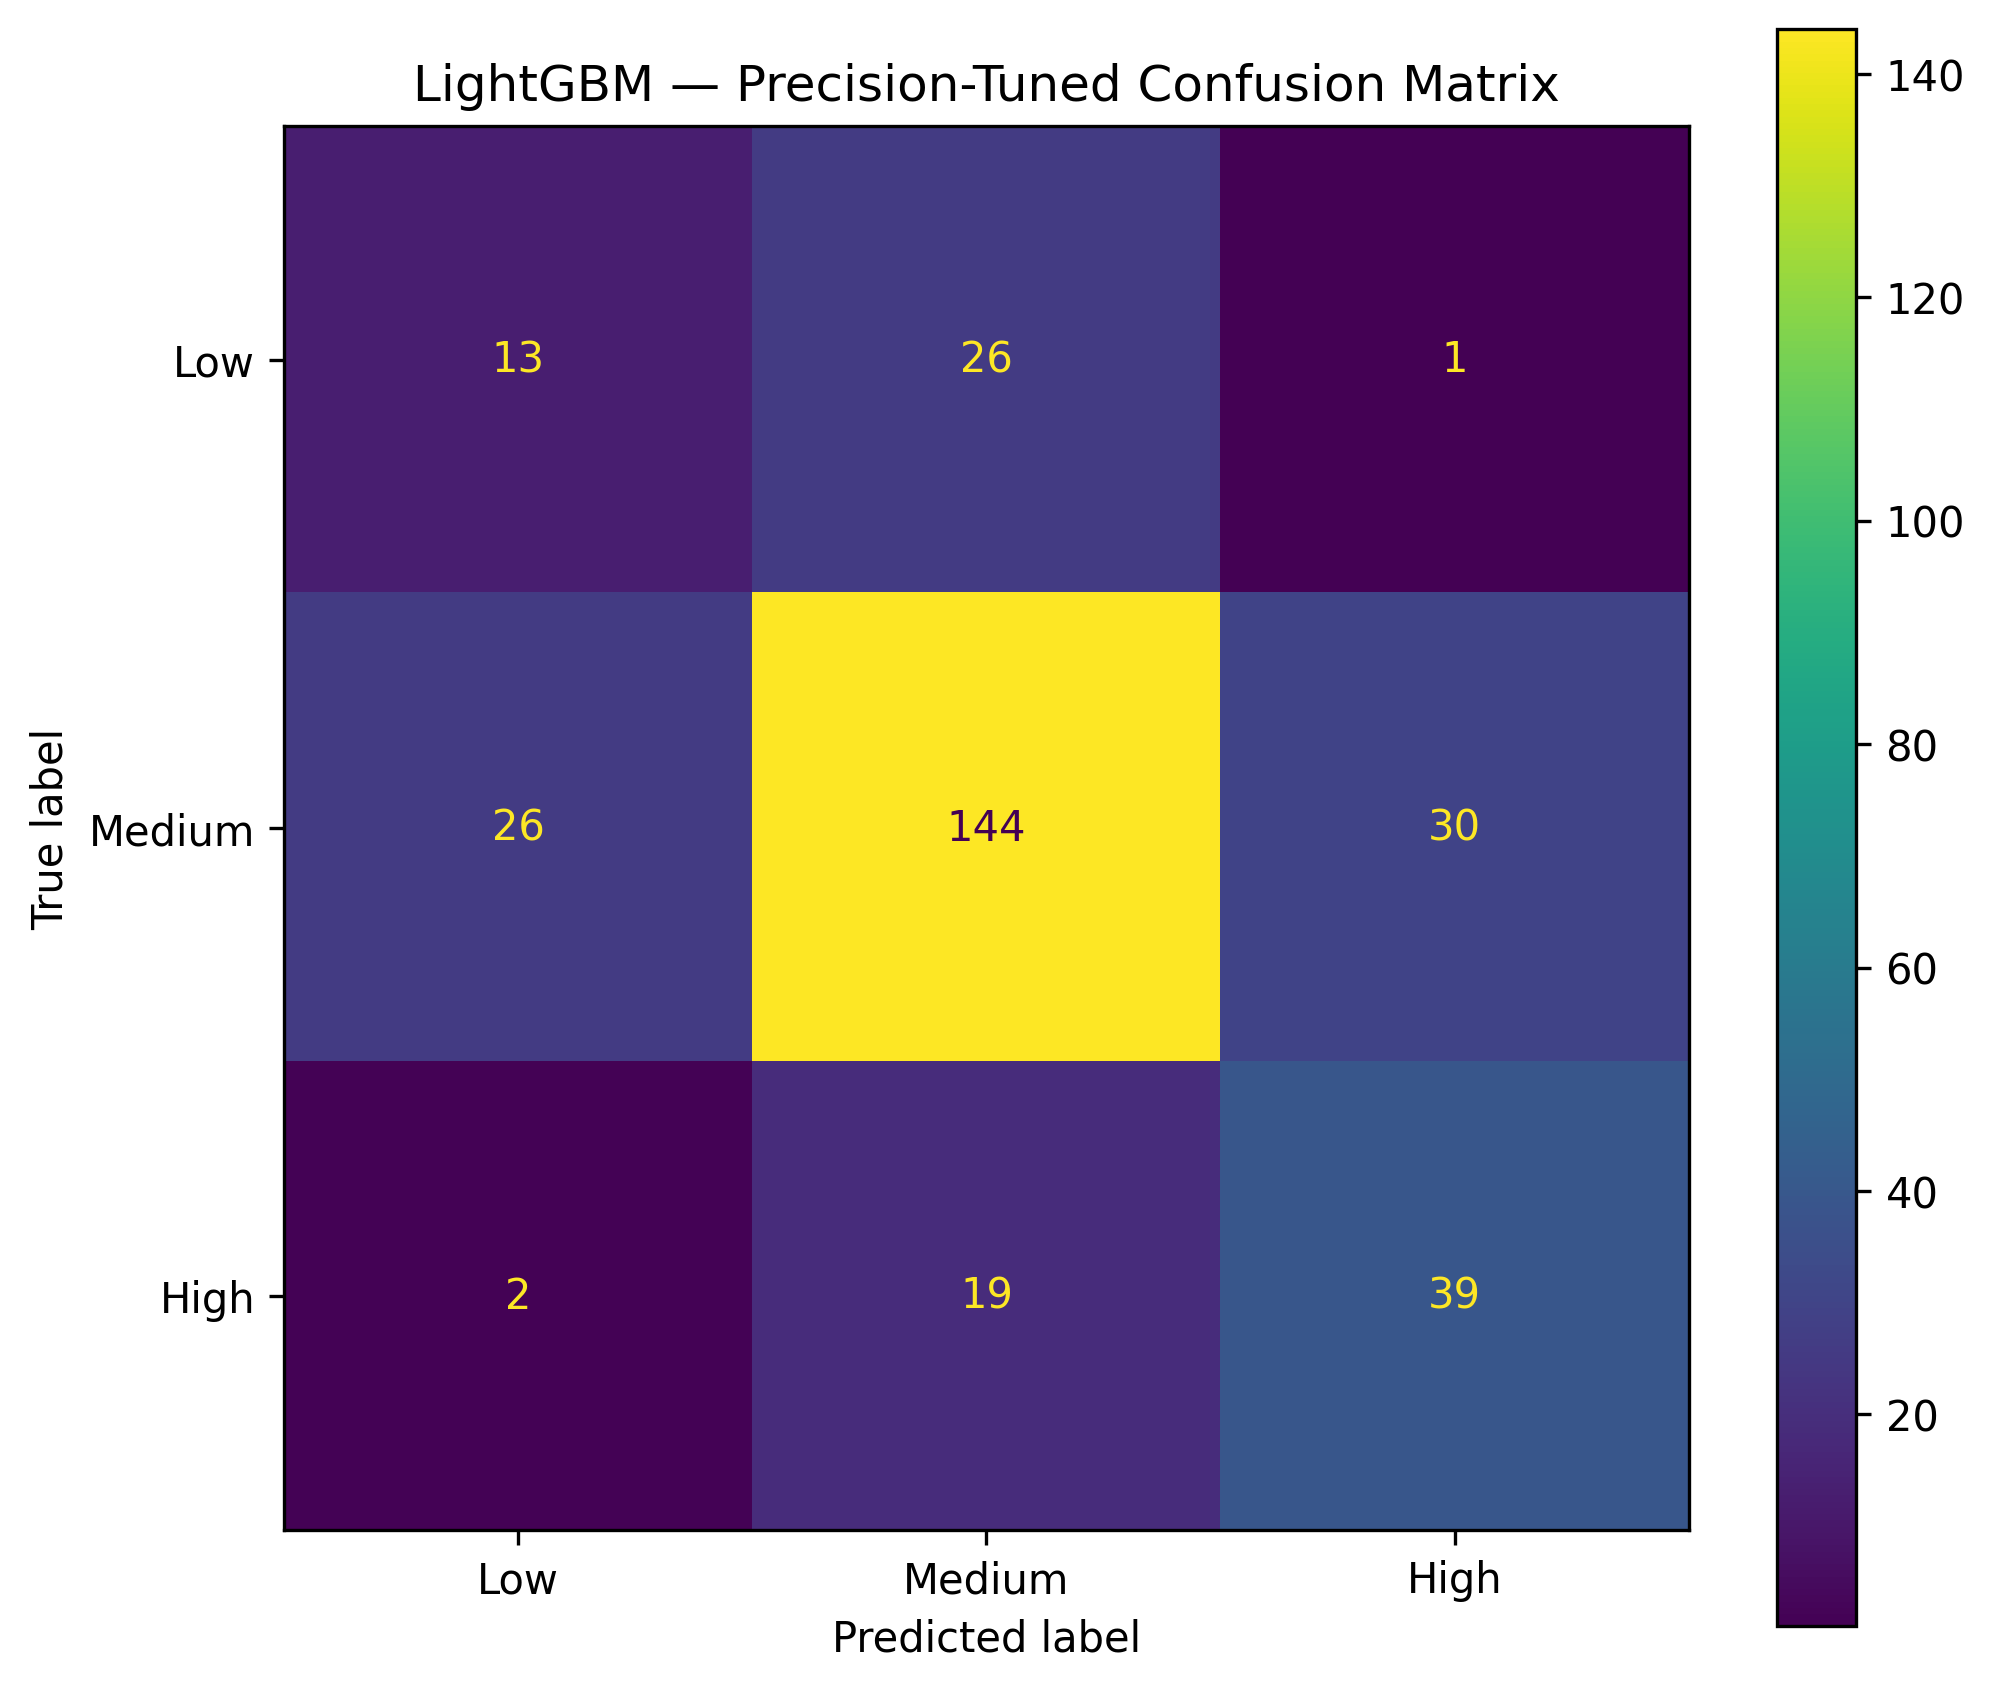 LightGBM — Precision-Tuned Confusion Matrix
140
120
100
80
60
40
20
True label
Low
13 26 1
Medium
26 144 30
High
2 19 39
Low Medium High
Predicted label